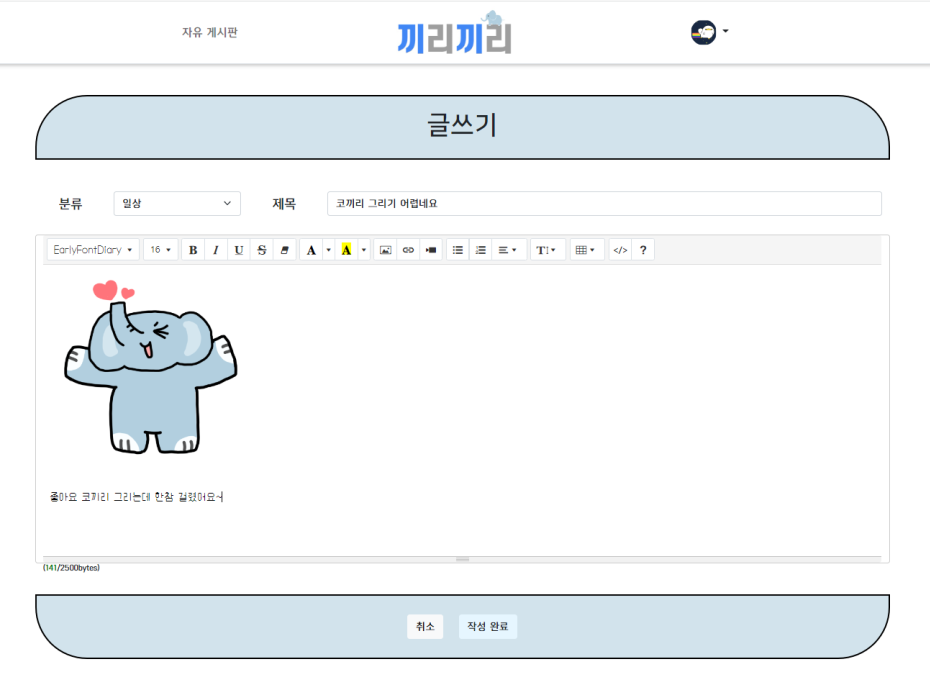 자유 게시판
끼리끼리
글쓰기
분류 일상 제목 코끼리 그리기 어렵네요
EarlyFontDiary 16 B I U S A A T </> ?
좋아요 코끼리 그리는데 한참 걸렸어요ㅓ
(141/2500bytes)
취소 작성 완료